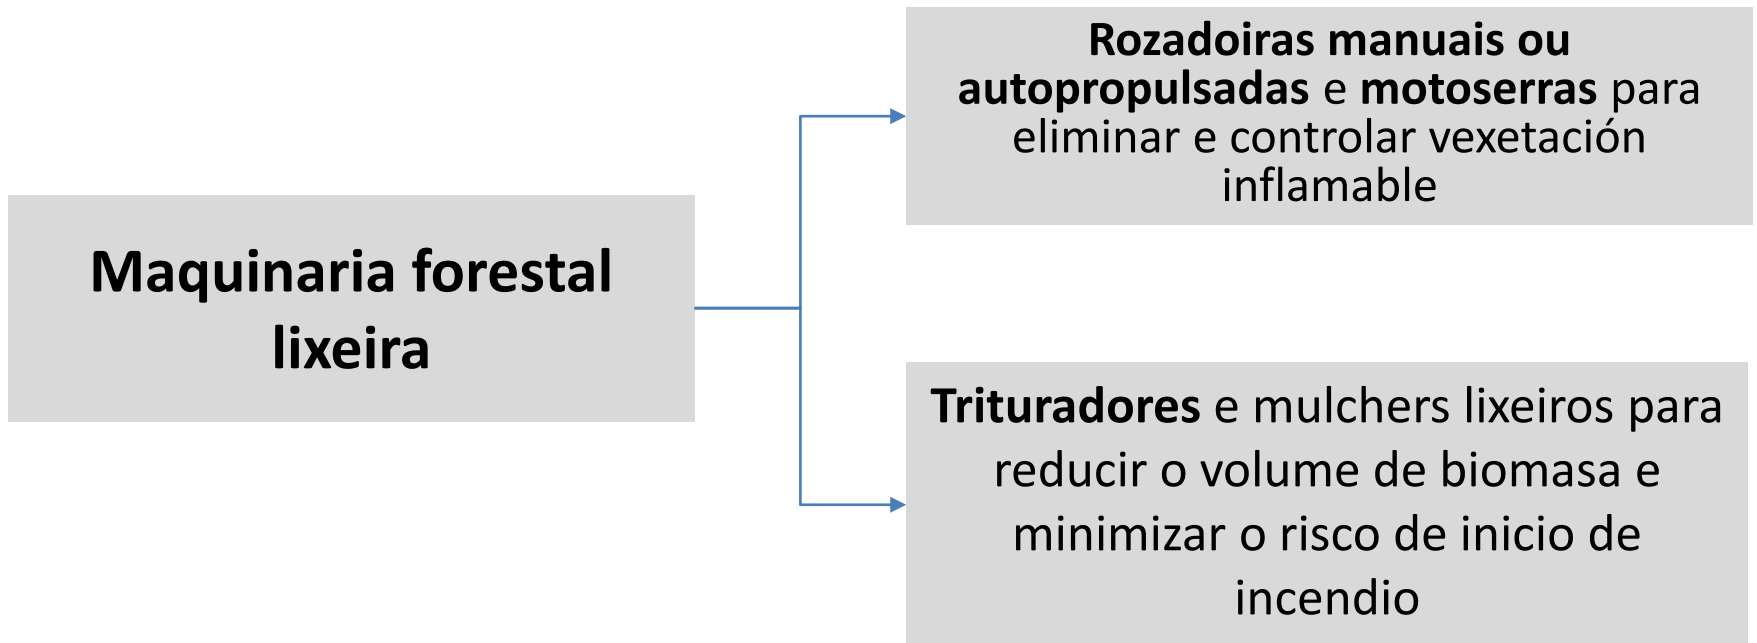 Maquinaria forestal
lixeira
Rozadoiras manuais ou
autopropulsadas e motoserras para
eliminar e controlar vexetación
inflamable
Trituradores e mulchers lixeiros para
reducir o volume de biomasa e
minimizar o risco de inicio de
incendio